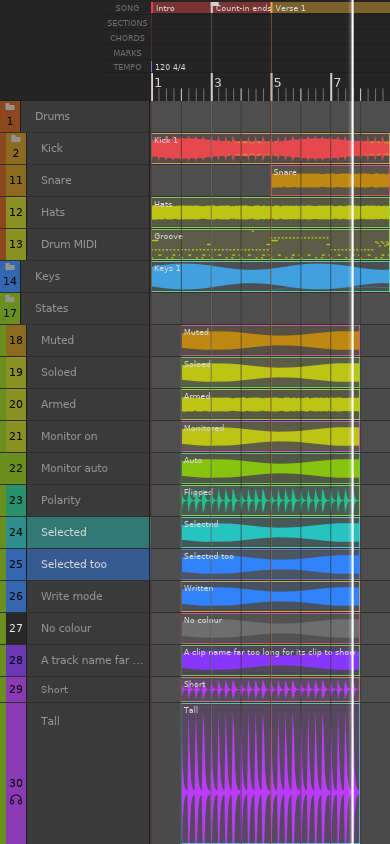 SONG Intro Count-in ends Verse 1
SECTIONS
CHORDS
MARKS
TEMPO 120 4/4
1 3 5 7
1 Drums
2 Kick Kick 1
11 Snare Snare
12 Hats Hats
13 Drum MIDI Groove
14 Keys Keys 1
17 States
18 Muted Muted
19 Soloed Soloed
20 Armed Armed
21 Monitor on Monitored
22 Monitor auto Auto
23 Polarity Flipped
24 Selected Selected
25 Selected too Selected too
26 Write mode Written
27 No colour No colour
28 A track name far ... A clip name far too long for its clip to show
29 Short Short
30 Tall Tall